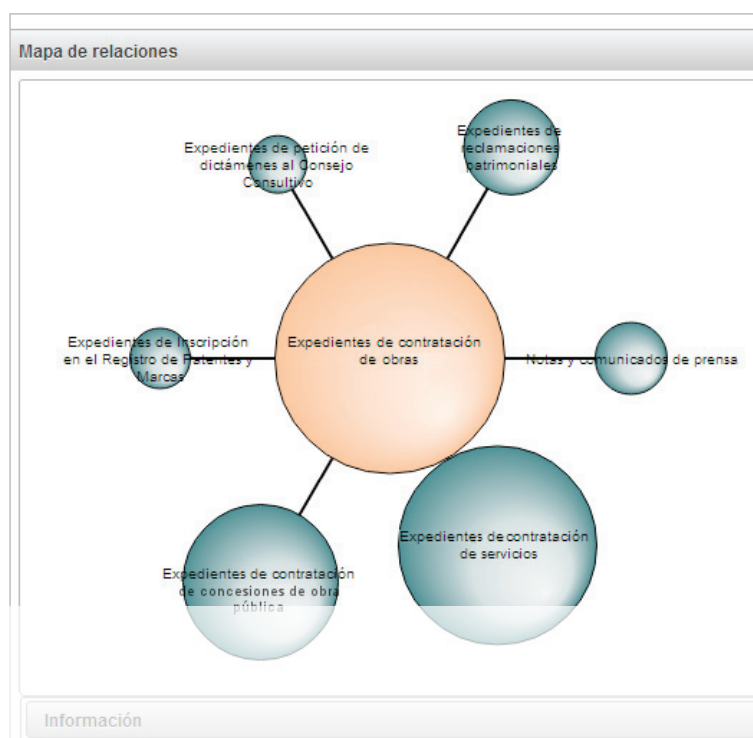 Mapa de relaciones
Expedientes de petición de
dictámenes al Consejo
Consultivo
Expedientes de
reclamaciones
patrimoniales
Expedientes de Inscripción
en el Registro de Patentes y
Marcas
Expedientes de contratación
de obras
Notas y comunicados de prensa
Expedientes de contratación
de concesiones de obra
pública
Expedientes de contratación
de servicios
Información